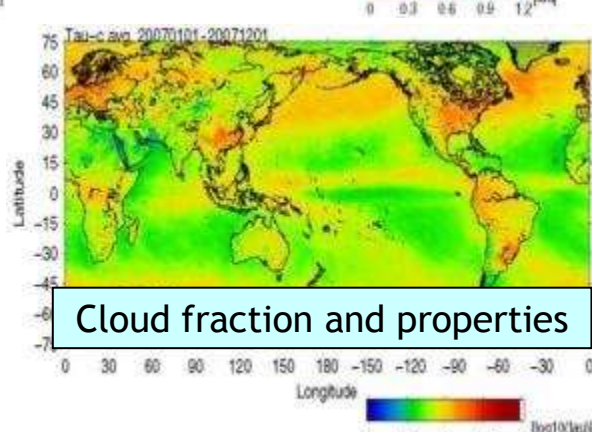 0 0.3 0.6 0.9 1.2
Tau-c avg 20070101-20071201
75
60
45
30
15
0
-15
-30
-45
Latitude
Cloud fraction and properties
0 30 60 90 120 150 180 -150 -120 -90 -60 -30 0
Longitude